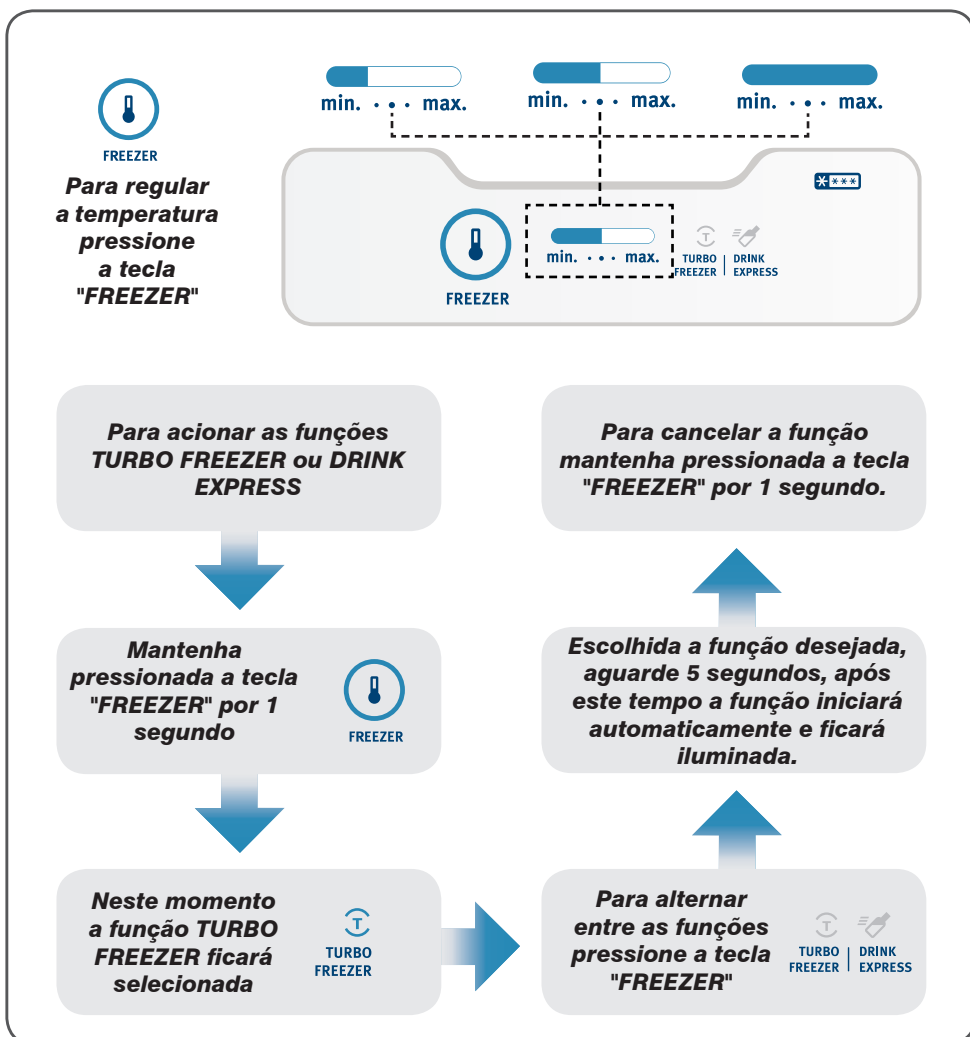 min. • • • max.
min. • • • max.
min. • • • max.
FREEZER
Para regular
a temperatura
pressione
a tecla
"FREEZER"
****
FREEZER
min. • • • max.
T
TURBO
FREEZER
DRINK
EXPRESS
Para acionar as funções
TURBO FREEZER ou DRINK
EXPRESS
Mantenha
pressionada a tecla
"FREEZER" por 1
segundo
FREEZER
Neste momento
a função TURBO
FREEZER ficará
selecionada
T
TURBO
FREEZER
Para alternar
entre as funções
pressione a tecla
"FREEZER"
T
TURBO
FREEZER
DRINK
EXPRESS
Escolhida a função desejada,
aguarde 5 segundos, após
este tempo a função iniciará
automaticamente e ficará
iluminada.
Para cancelar a função
mantenha pressionada a tecla
"FREEZER" por 1 segundo.